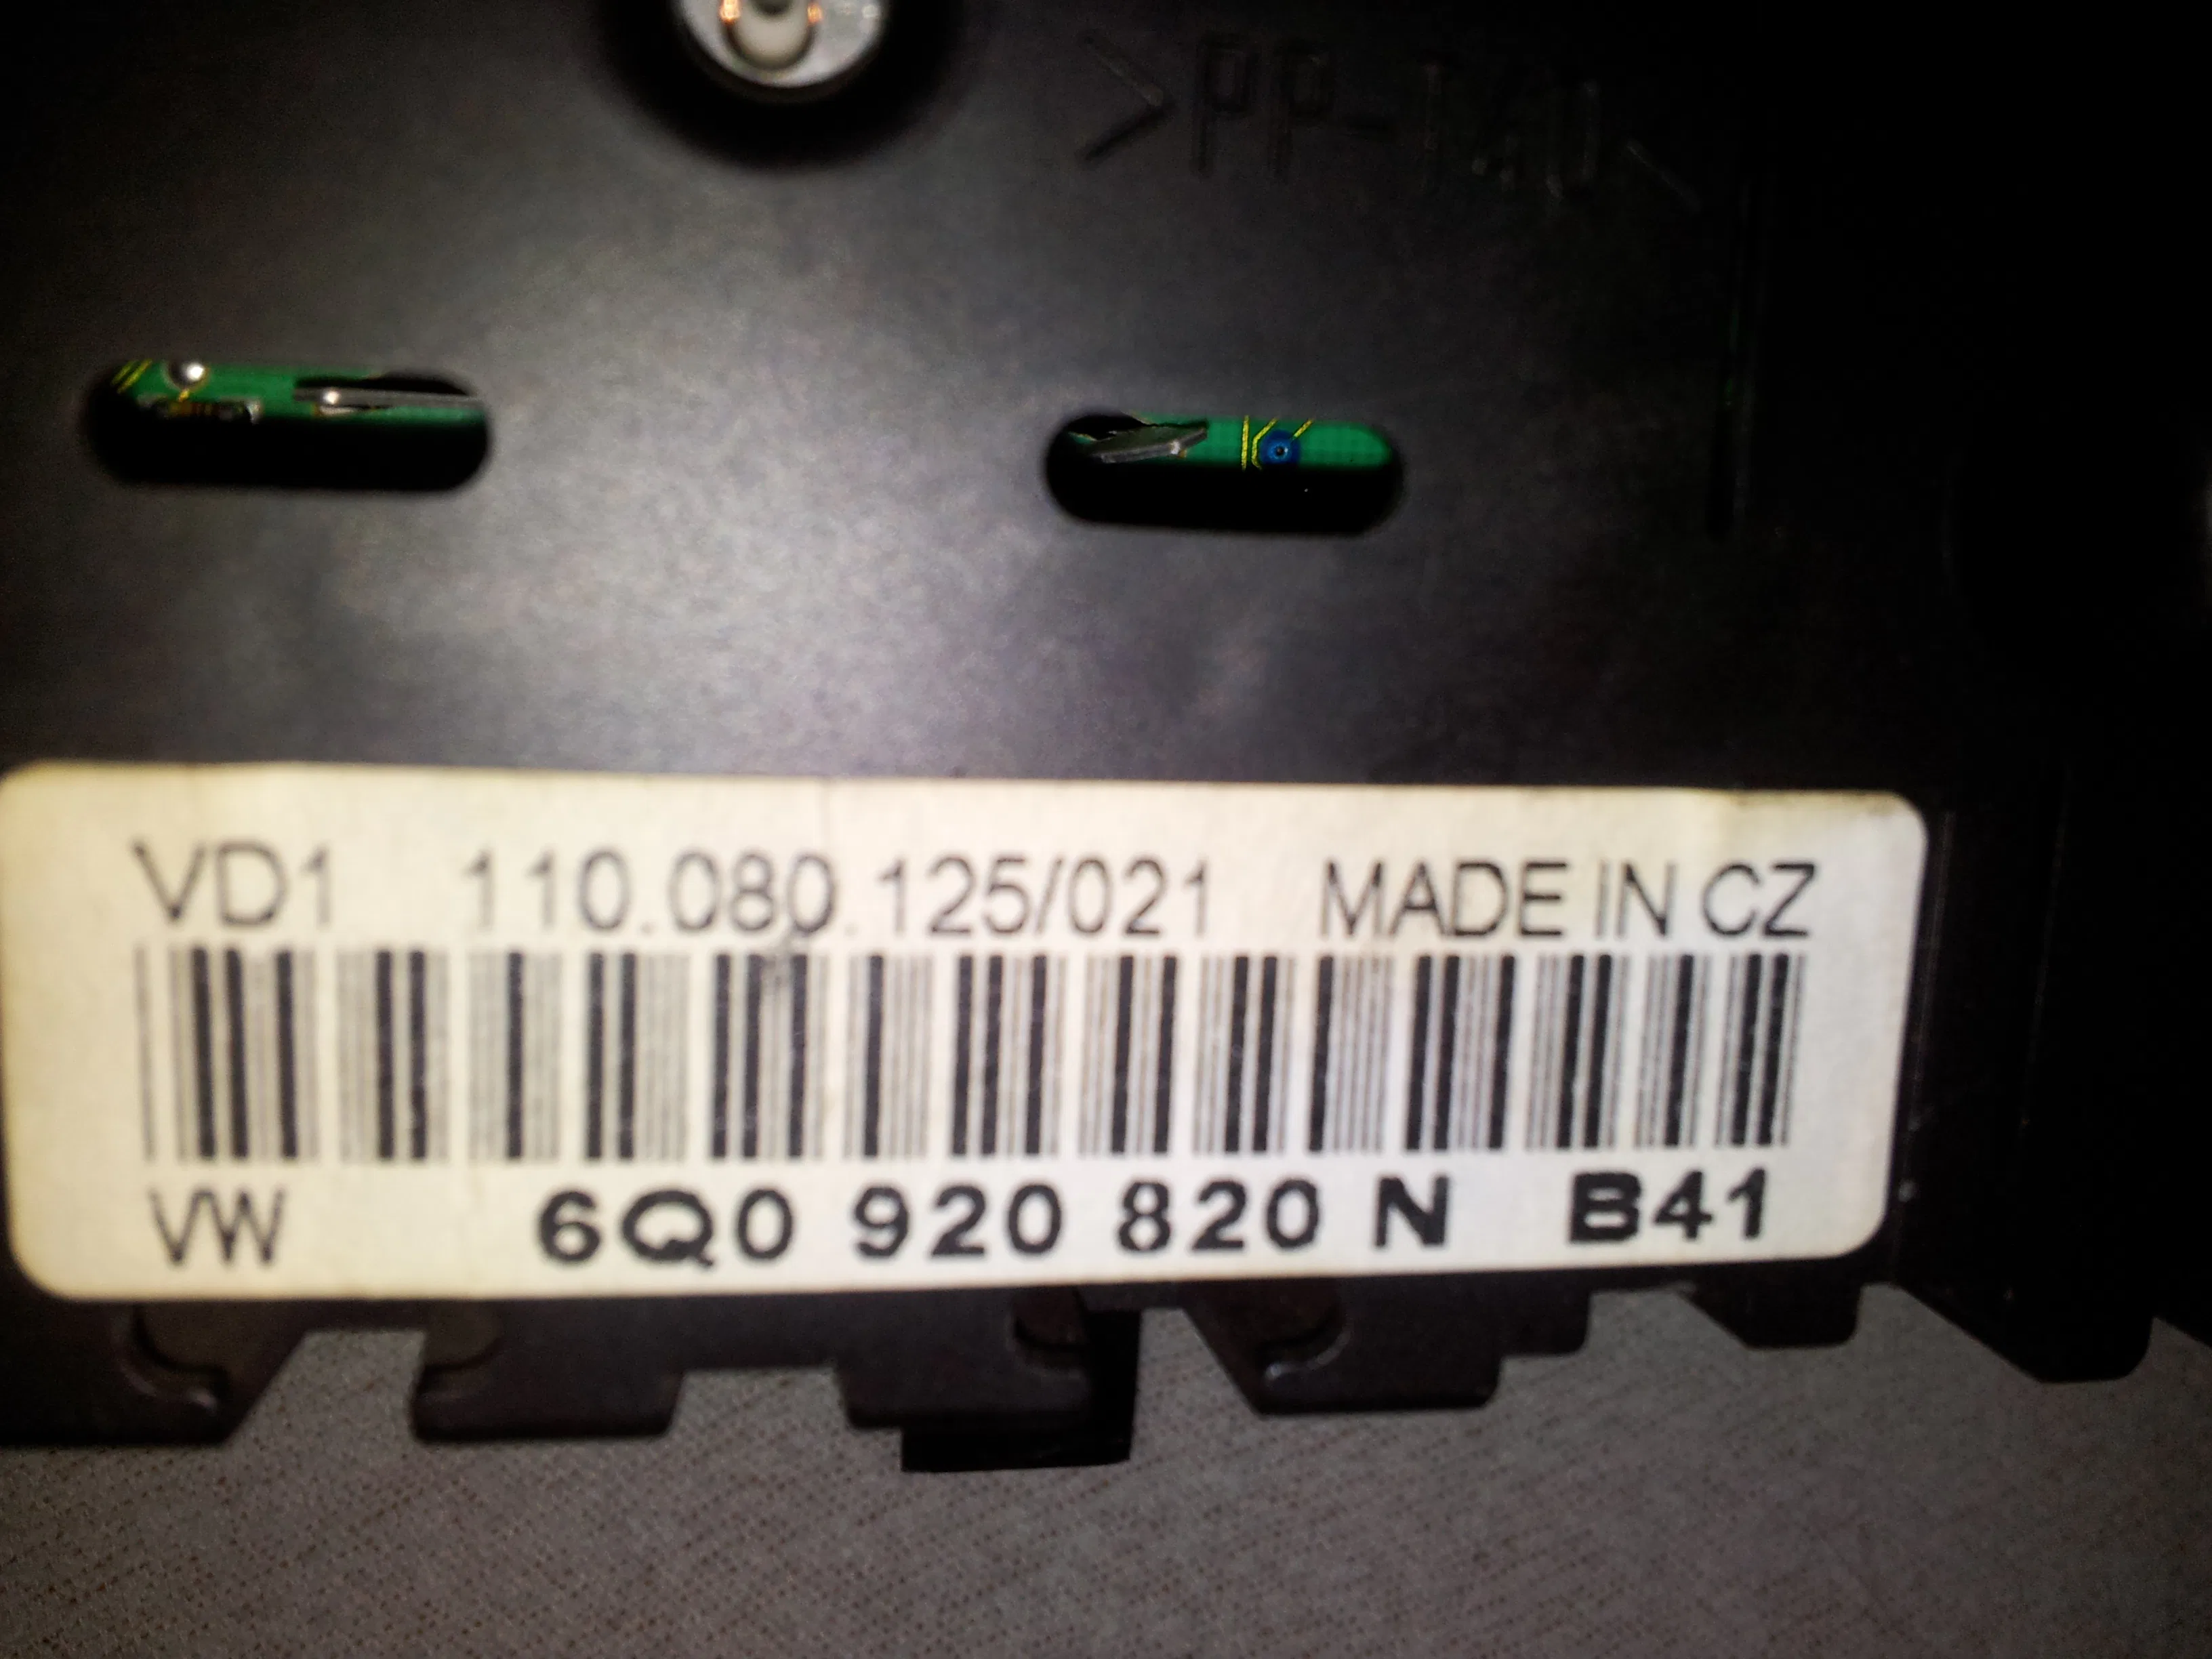 VD1 110.080.125/021 MADE IN CZ
VW 6Q0 920 820 N B41